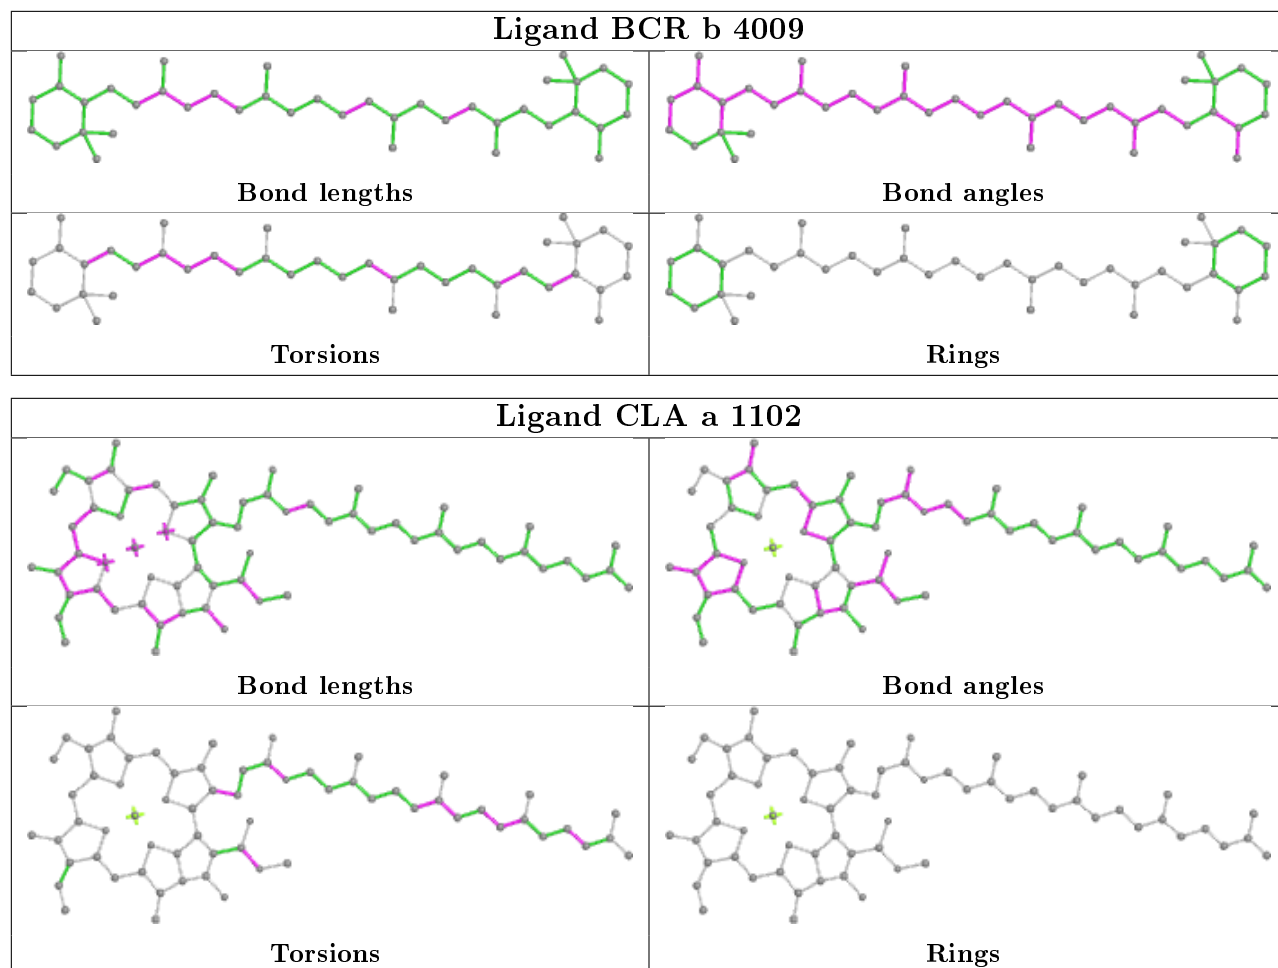 Ligand BCR b 4009
Bond lengths
Bond angles
Torsions
Rings
Ligand CLA a 1102
Bond lengths
Bond angles
Torsions
Rings